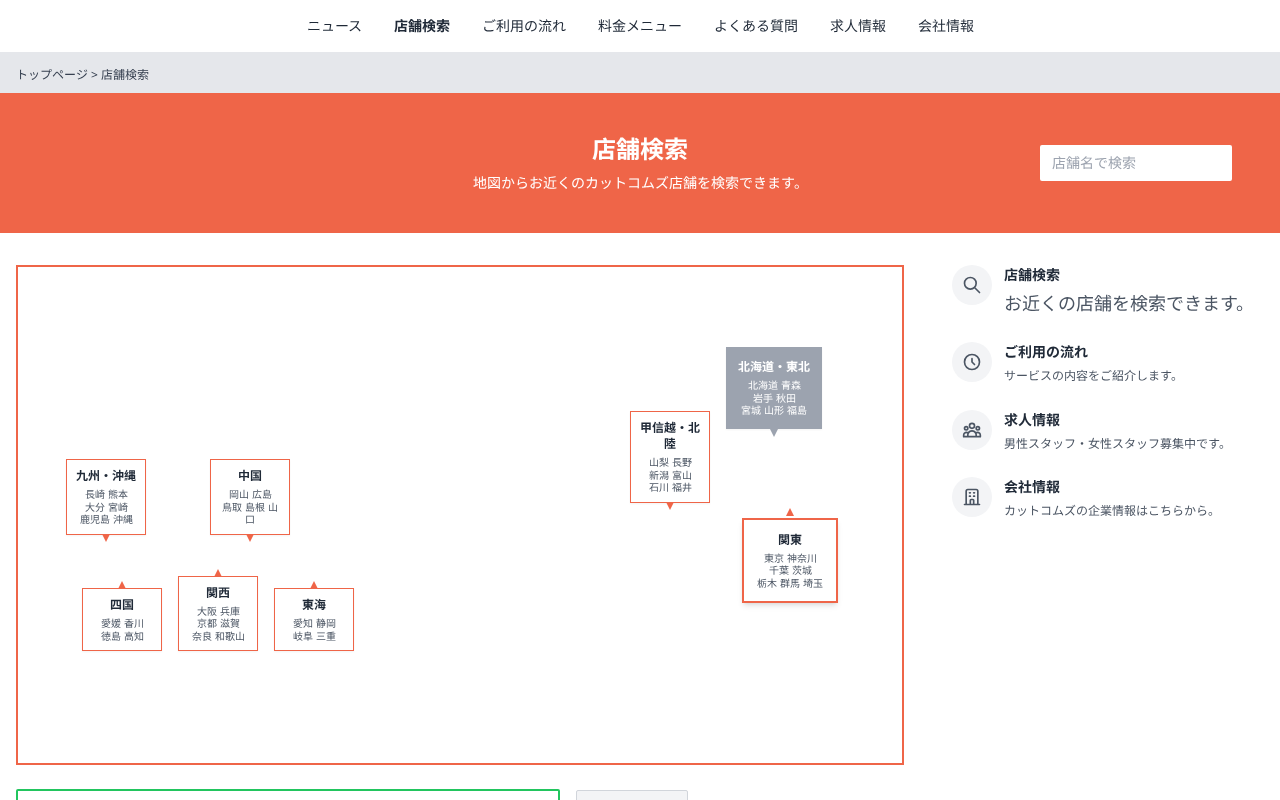 ニュース 店舗検索 ご利用の流れ 料金メニュー よくある質問 求人情報 会社情報
トップページ > 店舗検索
店舗検索
地図からお近くのカットコムズ店舗を検索できます。
店舗名で検索
北海道・東北
北海道 青森
岩手 秋田
宮城 山形 福島
甲信越・北
陸
山梨 長野
新潟 富山
石川 福井
九州・沖縄
長崎 熊本
大分 宮崎
鹿児島 沖縄
中国
岡山 広島
鳥取 島根 山
口
関東
東京 神奈川
千葉 茨城
栃木 群馬 埼玉
四国
愛媛 香川
徳島 高知
関西
大阪 兵庫
京都 滋賀
奈良 和歌山
東海
愛知 静岡
岐阜 三重
店舗検索
お近くの店舗を検索できます。
ご利用の流れ
サービスの内容をご紹介します。
求人情報
男性スタッフ・女性スタッフ募集中です。
会社情報
カットコムズの企業情報はこちらから。